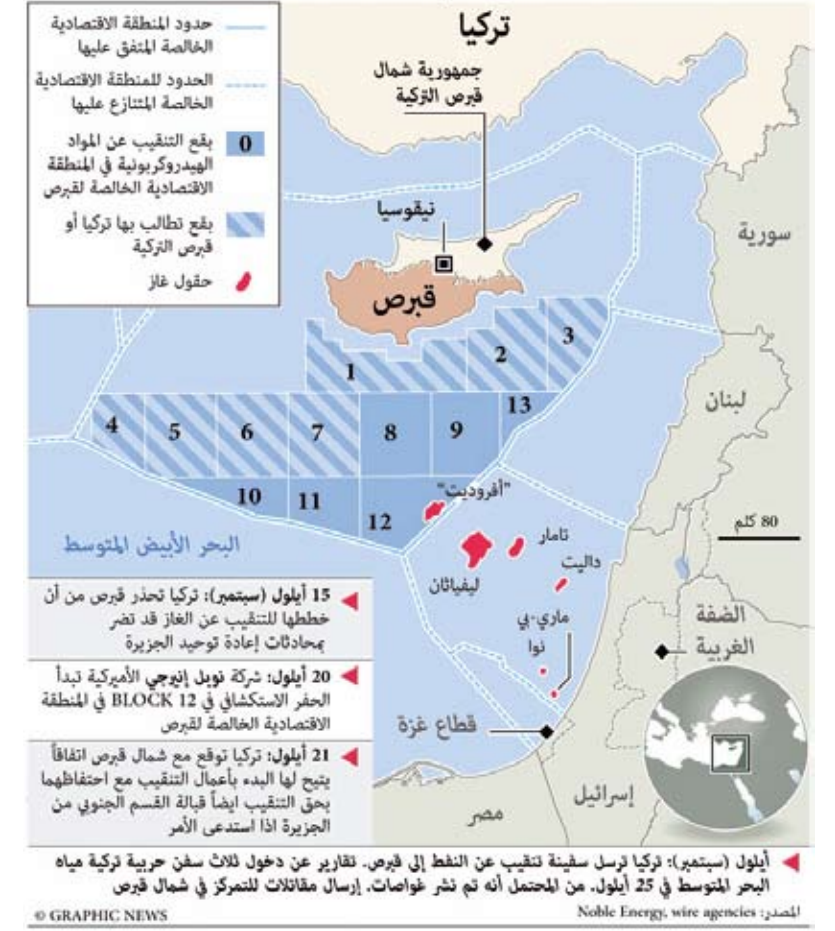 حدود المنطقة الاقتصادية
الخالصة المتفق عليها
الحدود للمنطقة الاقتصادية
الخالصة المتنازع عليها
0
بقع التنقيب عن المواد
الهيدروكربونية في المنطقة
الاقتصادية الخالصة لقبرص
بقع تطالب بها تركيا أو
قبرص التركية
حقول غاز
تركيا
جمهورية شمال
قبرص التركية
نيقوسيا
قبرص
سورية
لبنان
3
2
1
13
4
5
6
7
8
9
10
11
12
"أفروديت"
تامار
داليت
ليفياثان
ماري-بي
نوا
80 كلم
البحر الأبيض المتوسط
الضفة
الغربية
قطاع غزة
إسرائيل
مصر
15 أيلول (سبتمبر): تركيا تحذر قبرص من أن
خططها للتنقيب عن الغاز قد تضر
بمحادثات إعادة توحيد الجزيرة
20 أيلول: شركة نوبل إنيرجي الأميركية تبدأ
الحفر الاستكشافي في BLOCK 12 في المنطقة
الاقتصادية الخالصة لقبرص
21 أيلول: تركيا توقع مع شمال قبرص اتفاقاً
يتيح لها البدء بأعمال التنقيب مع احتفاظهما
بحق التنقيب ايضاً قبالة القسم الجنوبي من
الجزيرة اذا استدعى الأمر
أيلول (سبتمبر): تركيا ترسل سفينة تنقيب عن النفط إلى قبرص. تقارير عن دخول ثلاث سفن حربية تركية مياه
البحر المتوسط في 25 أيلول. من المحتمل أنه تم نشر غواصات. إرسال مقاتلات للتمركز في شمال قبرص
المصدر: Noble Energy, wire agencies
© GRAPHIC NEWS